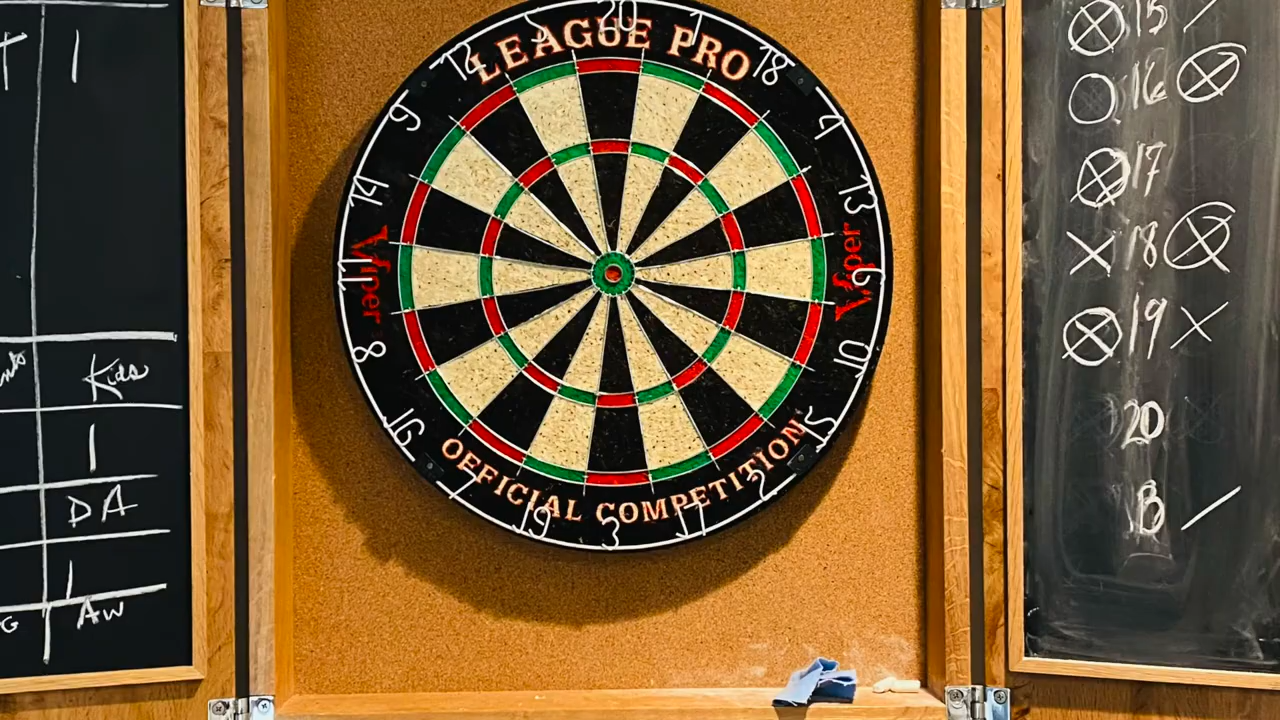 1
Kids
1
DA
1
G AW
LEAGUE PRO
5 20 1
12 18
9 4
14 13
Viper 11 Viper 6
8 10
16 15
7 2
19 3 17
OFFICIAL COMPETITION
15 /
16
17
X 18
19 X
20
B /